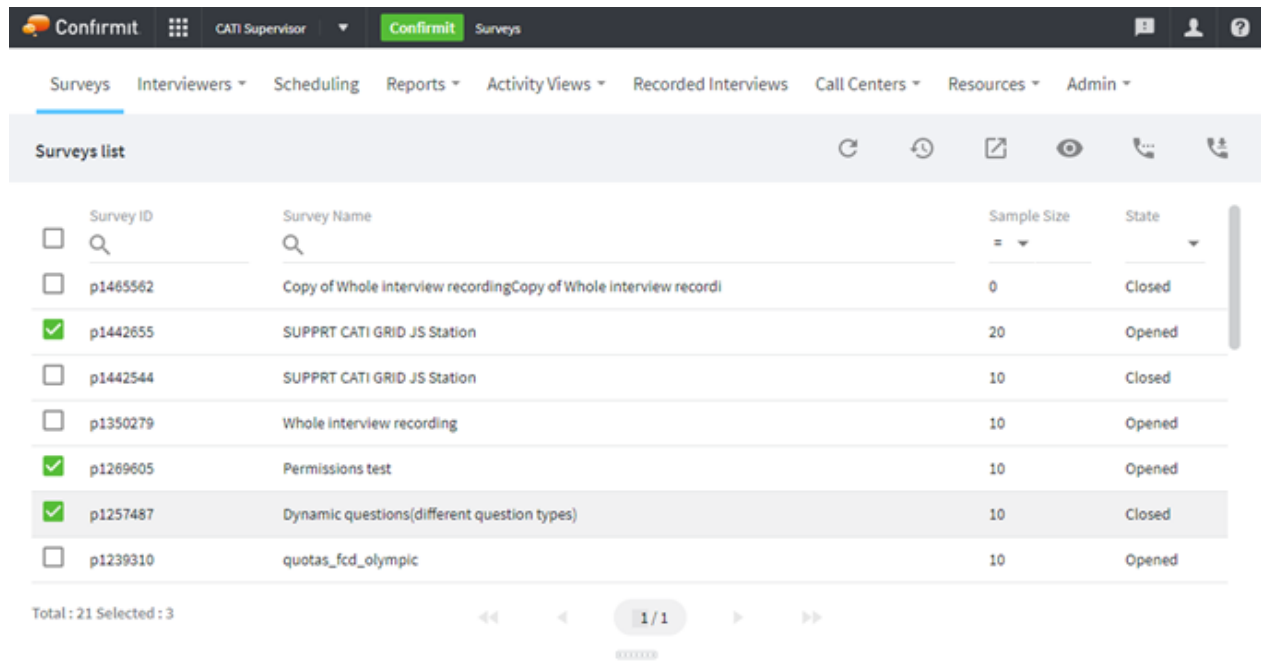 Confirmit CATI Supervisor Confirmit Surveys
Surveys Interviewers Scheduling Reports Activity Views Recorded Interviews Call Centers Resources Admin
Surveys list
Survey ID Survey Name Sample Size State
=
p1465562 Copy of Whole interview recordingCopy of Whole interview recordi 0 Closed
p1442655 SUPPRT CATI GRID JS Station 20 Opened
p1442544 SUPPRT CATI GRID JS Station 10 Closed
p1350279 Whole interview recording 10 Opened
p1269605 Permissions test 10 Opened
p1257487 Dynamic questions(different question types) 10 Closed
p1239310 quotas_fcd_olympic 10 Opened
Total : 21 Selected : 3 1 / 1